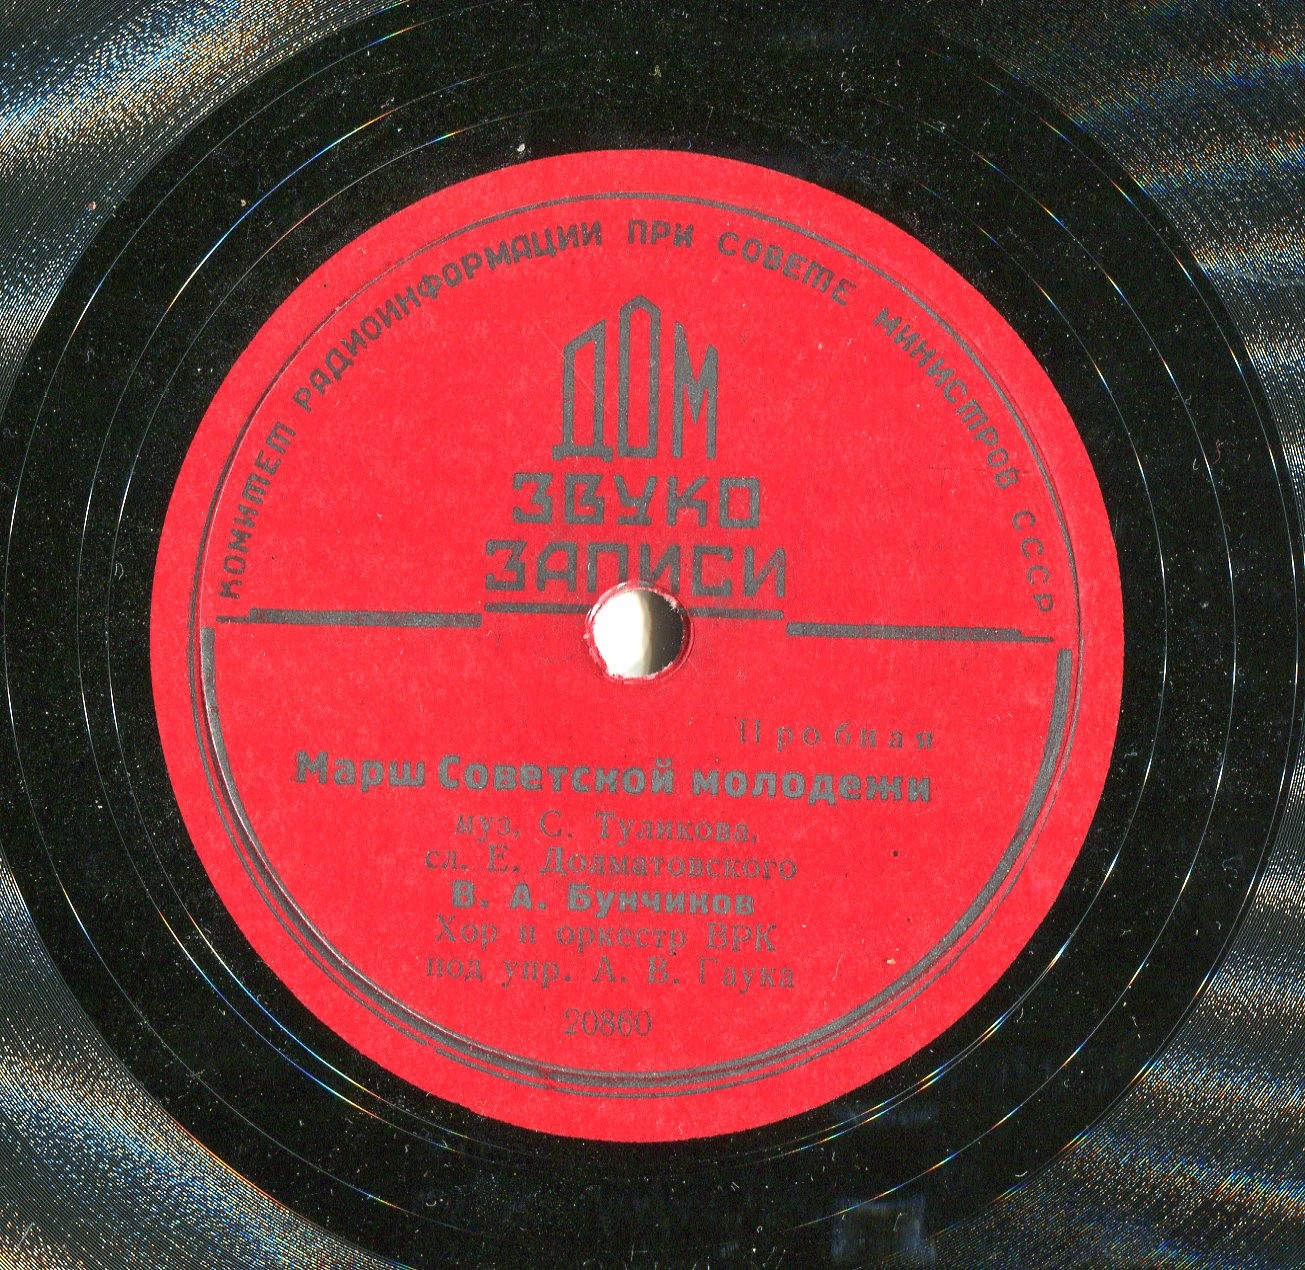 КОМИТЕТ РАДИОИНФОРМАЦИИ ПРИ СОВЕТЕ МИНИСТРОВ СССР
ДОМ
ЗВУКО
ЗАПИСИ
Пробная
Марш Советской молодежи
муз. С. Туликова,
сл. Е. Долматовского
В. А. Бунчиков
Хор и оркестр ВРК
под упр. А. В. Гаука
20860